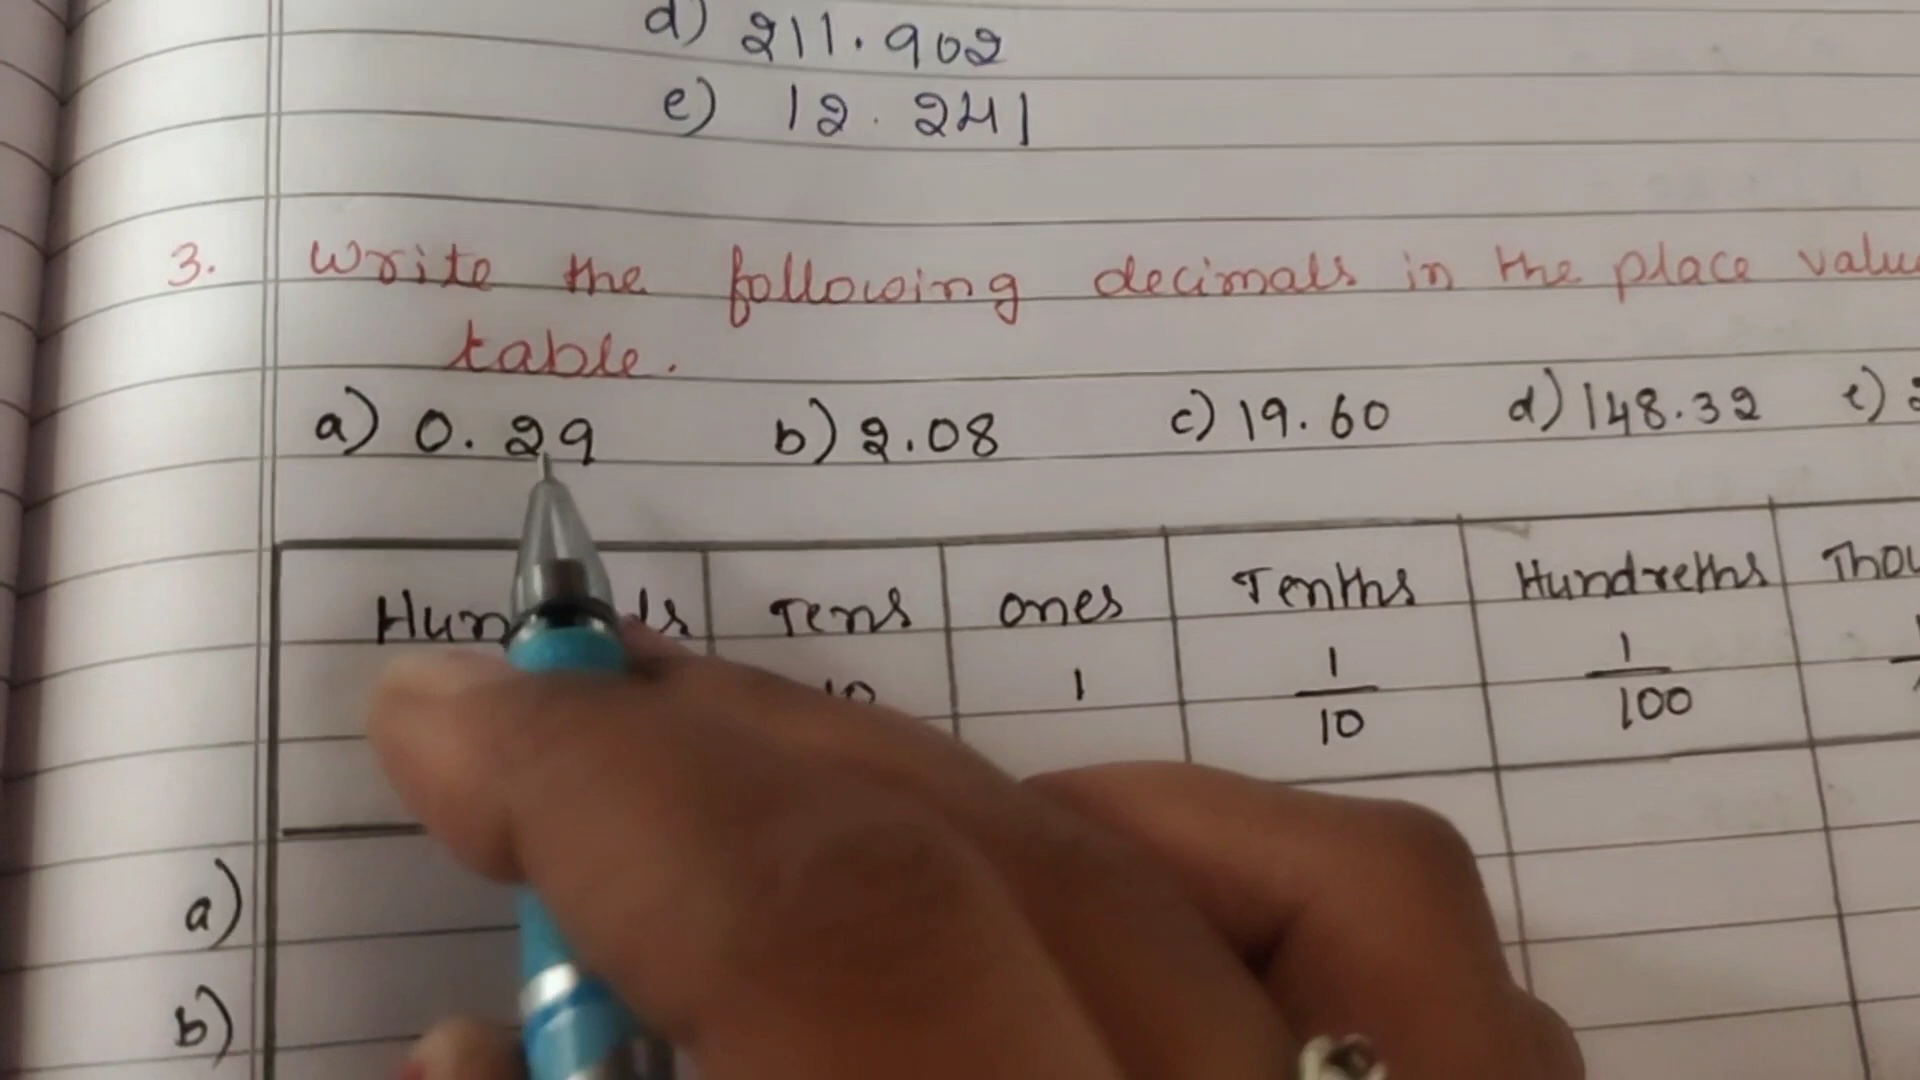 d) 211.902
e) 12.241
3. Write the following decimals in the place
table.
a) 0.29 b) 2.08 c) 19.60 d) 148.32 e)
Tens Ones Tenths Hundreths
10 1 1/10 1/100
a)
b)